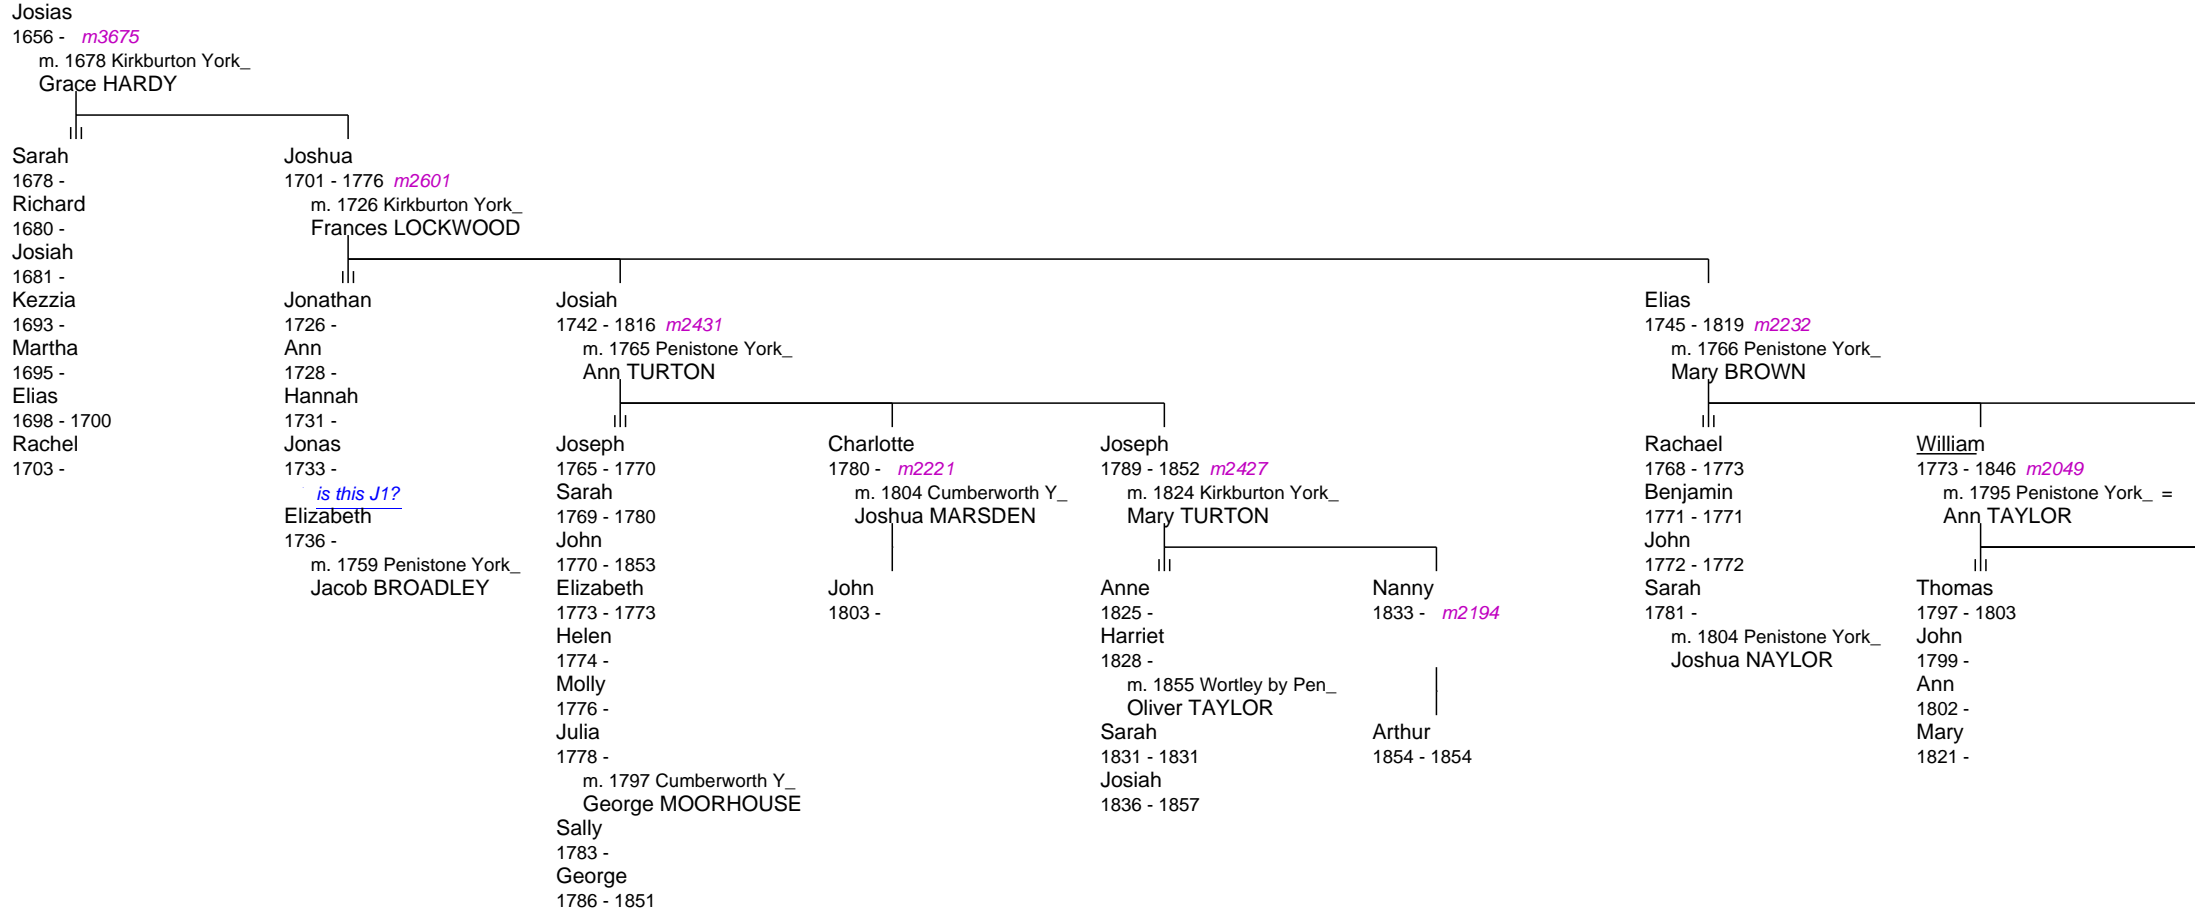 Josias
1656 - m3675
m. 1678 Kirkburton York_
Grace HARDY
Sarah
1678 -
Richard
1680 -
Josiah
1681 -
Kezzia
1693 -
Martha
1695 -
Elias
1698 - 1700
Rachel
1703 -
Joshua
1701 - 1776 m2601
m. 1726 Kirkburton York_
Frances LOCKWOOD
Jonathan
1726 -
Ann
1728 -
Hannah
1731 -
Jonas
1733 -
is this J1?
Elizabeth
1736 -
m. 1759 Penistone York_
Jacob BROADLEY
Josiah
1742 - 1816 m2431
m. 1765 Penistone York_
Ann TURTON
Joseph
1765 - 1770
Sarah
1769 - 1780
John
1770 - 1853
Elizabeth
1773 - 1773
Helen
1774 -
Molly
1776 -
Julia
1778 -
m. 1797 Cumberworth Y_
George MOORHOUSE
Sally
1783 -
George
1786 - 1851
Charlotte
1780 - m2221
m. 1804 Cumberworth Y_
Joshua MARSDEN
John
1803 -
Joseph
1789 - 1852 m2427
m. 1824 Kirkburton York_
Mary TURTON
Anne
1825 -
Harriet
1828 -
m. 1855 Wortley by Pen_
Oliver TAYLOR
Sarah
1831 - 1831
Josiah
1836 - 1857
Nanny
1833 - m2194
Arthur
1854 - 1854
Elias
1745 - 1819 m2232
m. 1766 Penistone York_
Mary BROWN
Rachael
1768 - 1773
Benjamin
1771 - 1771
John
1772 - 1772
Sarah
1781 -
m. 1804 Penistone York_
Joshua NAYLOR
William
1773 - 1846 m2049
m. 1795 Penistone York_ =
Ann TAYLOR
Thomas
1797 - 1803
John
1799 -
Ann
1802 -
Mary
1821 -